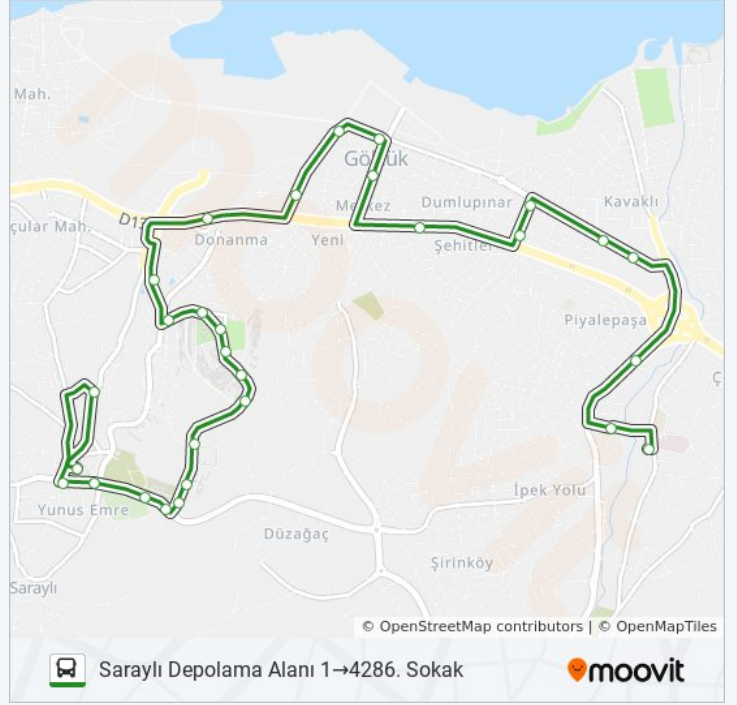 Mah.
Gölcük
Merkez
Dumlupınar
Kavaklı
çular Mah.
Donanma
Yeni
Şehitler
Piyalepaşa
Ç
İpek Yolu
Yunus Emre
Düzağaç
Şirinköy
Saraylı
© OpenStreetMap contributors | © OpenMapTiles
Saraylı Depolama Alanı 1→4286. Sokak
moovit